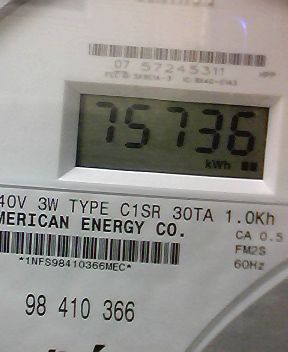 07 57245311
75736
kWh
40V 3W TYPE C1SR 30TA 1.0Kh
MERICAN ENERGY CO.
CA 0.5
FM2S
60Hz
*1NFS98410366MEC*
98 410 366